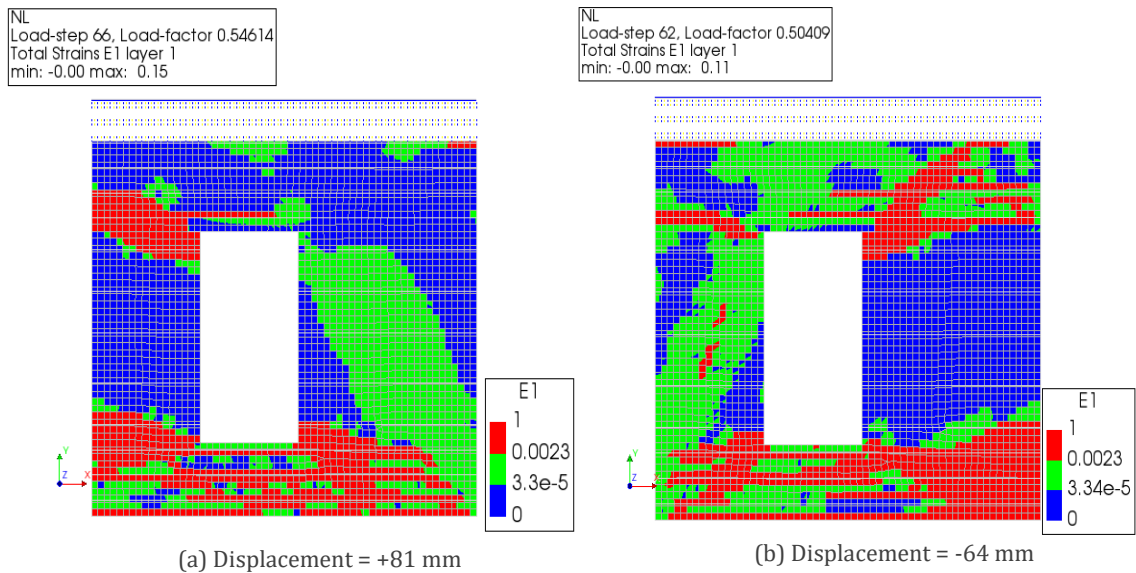 NL
Load-step 66, Load-factor 0.54614
Total Strains E1 layer 1
min: -0.00 max: 0.15
NL
Load-step 62, Load-factor 0.50409
Total Strains E1 layer 1
min: -0.00 max: 0.11
Y
Z
X
E1
1
0.0023
3.3e-5
0
Y
Z
E1
1
0.0023
3.34e-5
0
(a) Displacement = +81 mm
(b) Displacement = -64 mm